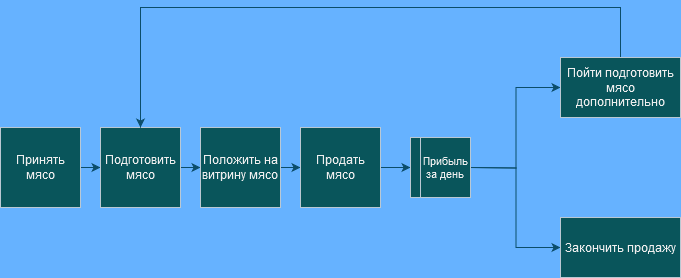 Принять
мясо
Подготовить
мясо
Положить на
витрину мясо
Продать
мясо
Прибыль
за день
Пойти подготовить
мясо
дополнительно
Закончить продажу